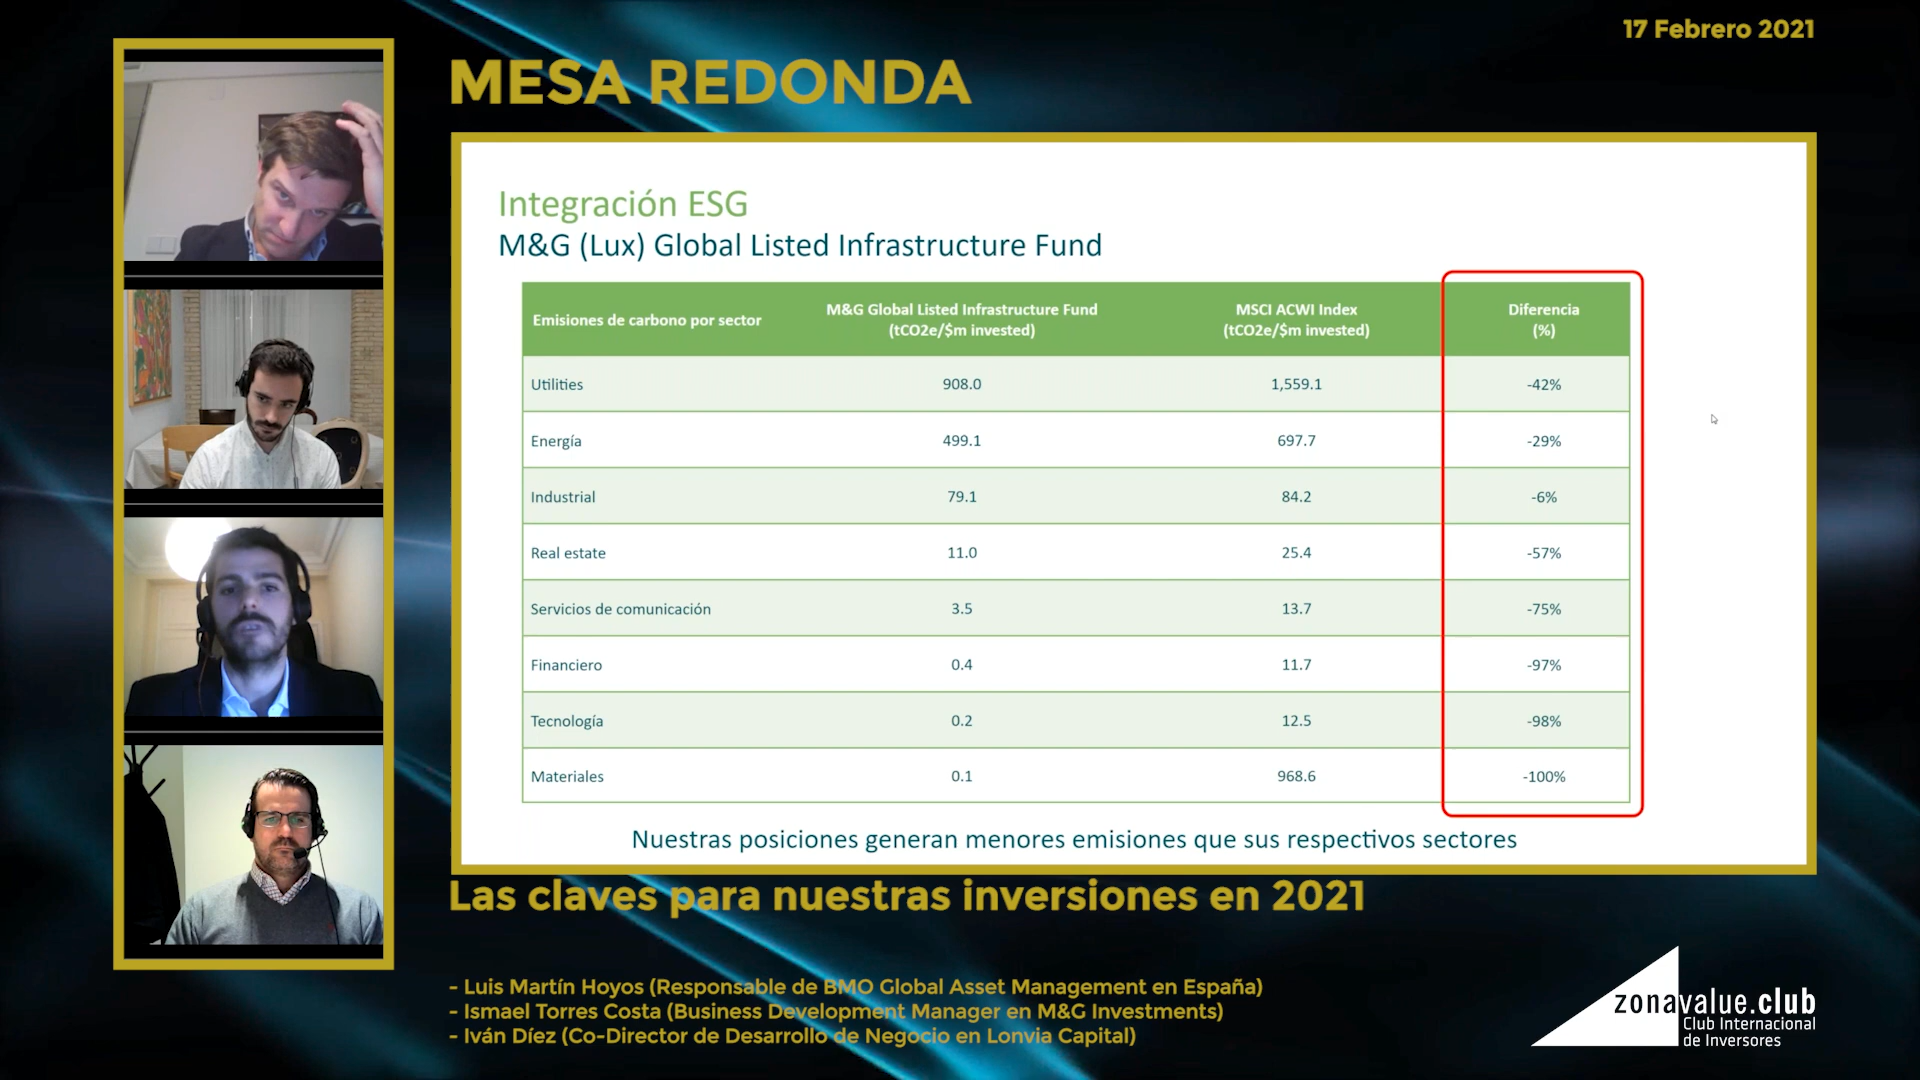 17 Febrero 2021
MESA REDONDA
Integración ESG
M&G (Lux) Global Listed Infrastructure Fund
Emisiones de carbono por sector
M&G Global Listed Infrastructure Fund
(tCO2e/$m invested)
MSCI ACWI Index
(tCO2e/$m invested)
Diferencia
(%)
Utilities 908.0 1,559.1 -42%
Energía 499.1 697.7 -29%
Industrial 79.1 84.2 -6%
Real estate 11.0 25.4 -57%
Servicios de comunicación 3.5 13.7 -75%
Financiero 0.4 11.7 -97%
Tecnología 0.2 12.5 -98%
Materiales 0.1 968.6 -100%
Nuestras posiciones generan menores emisiones que sus respectivos sectores
Las claves para nuestras inversiones en 2021
- Luis Martín Hoyos (Responsable de BMO Global Asset Management en España)
- Ismael Torres Costa (Business Development Manager en M&G Investments)
- Iván Díez (Co-Director de Desarrollo de Negocio en Lonvia Capital)
zonavalue.club
Club Internacional
de Inversores